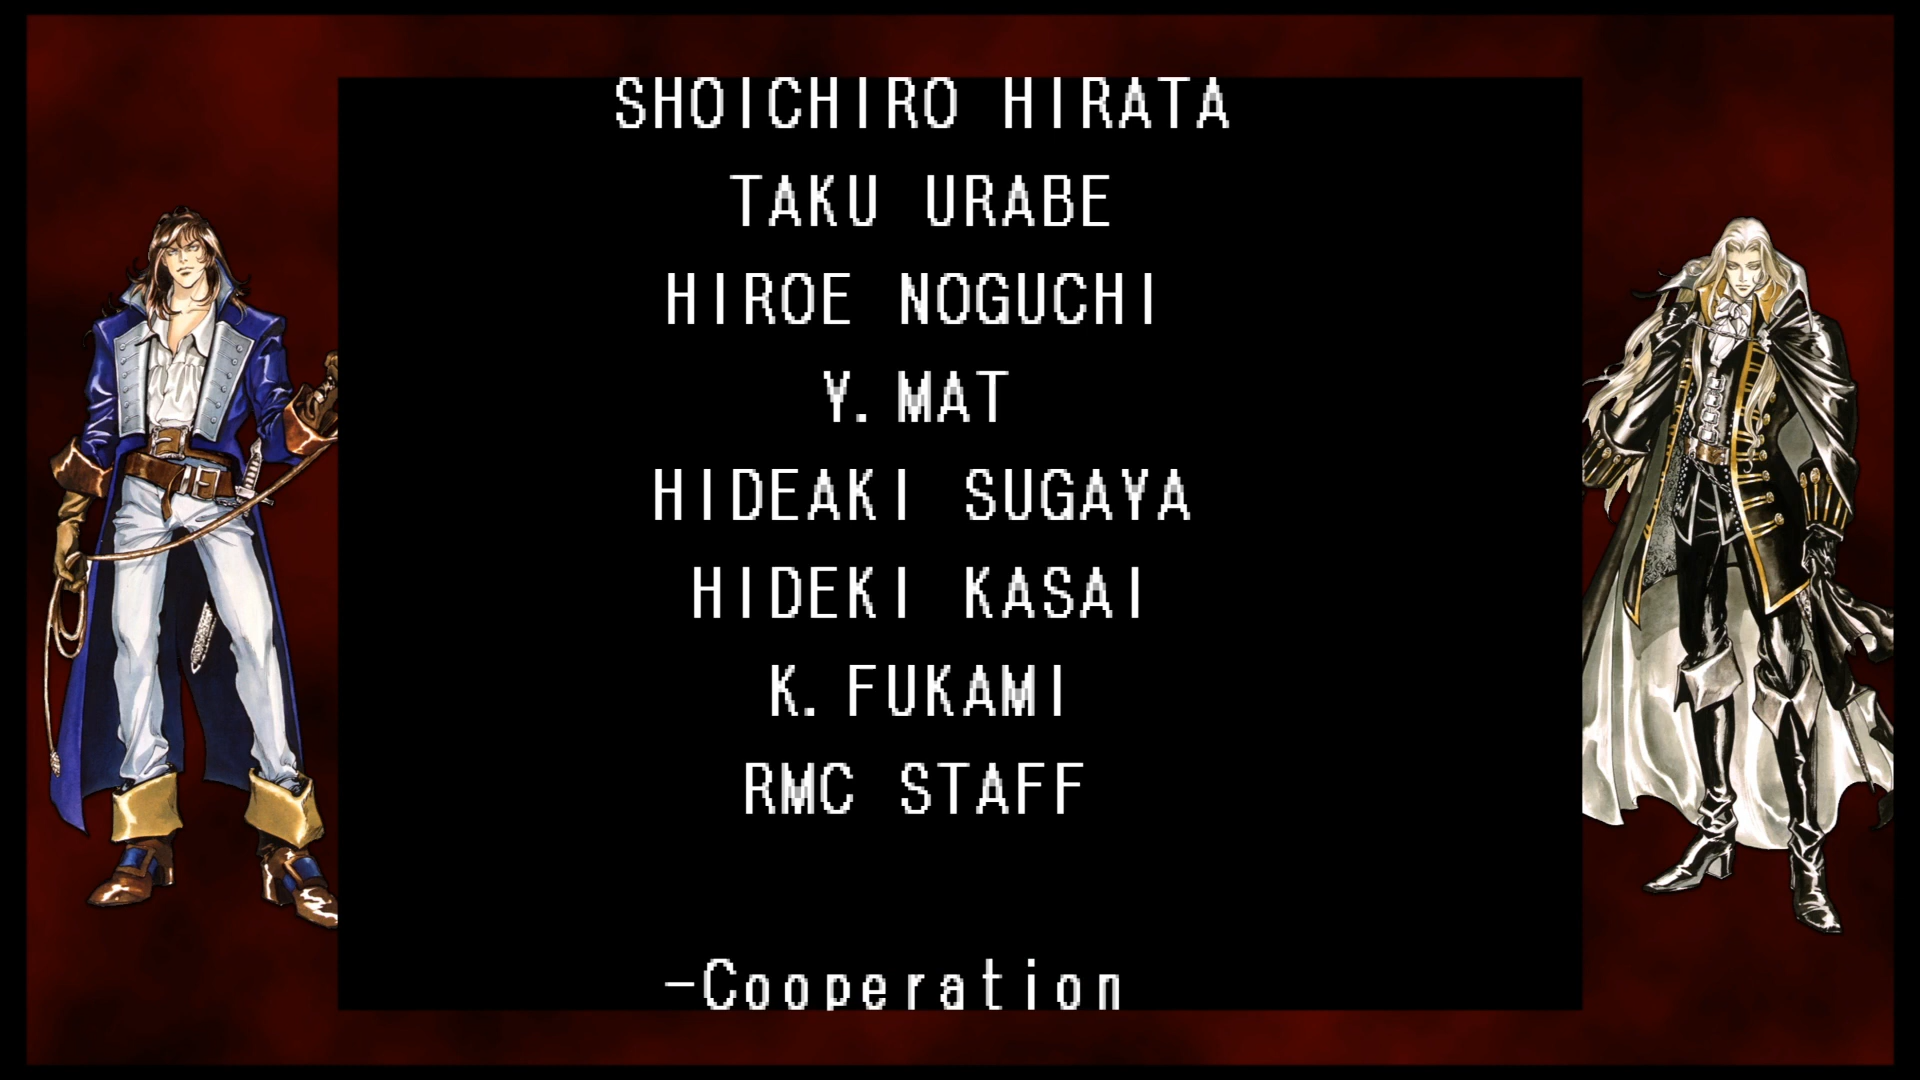 SHOICHIRO HIRATA
TAKU URABE
HIROE NOGUCHI
Y. MAT
HIDEAKI SUGAYA
HIDEKI KASAI
K. FUKAMI
RMC STAFF
-Cooperation